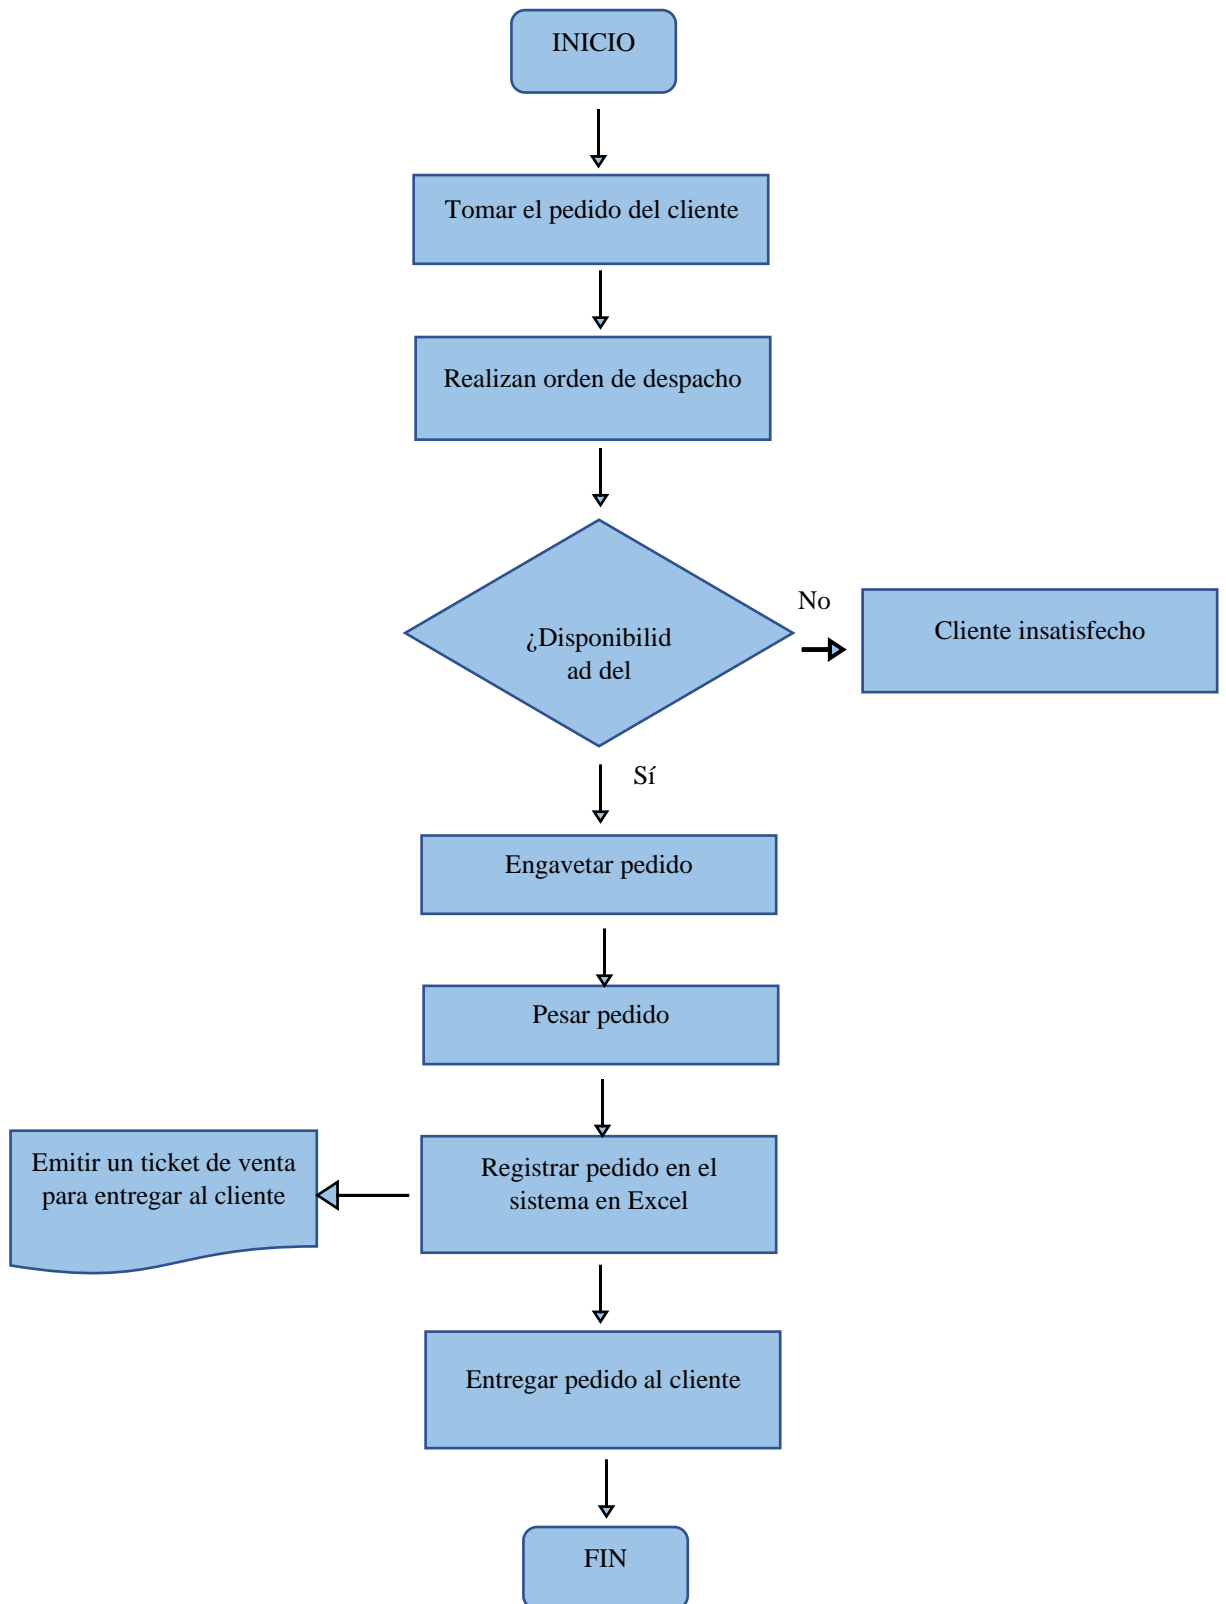 INICIO
Tomar el pedido del cliente
Realizan orden de despacho
¿Disponibilid
ad del
No
Cliente insatisfecho
Sí
Engavetar pedido
Pesar pedido
Registrar pedido en el
sistema en Excel
Emitir un ticket de venta
para entregar al cliente
Entregar pedido al cliente
FIN